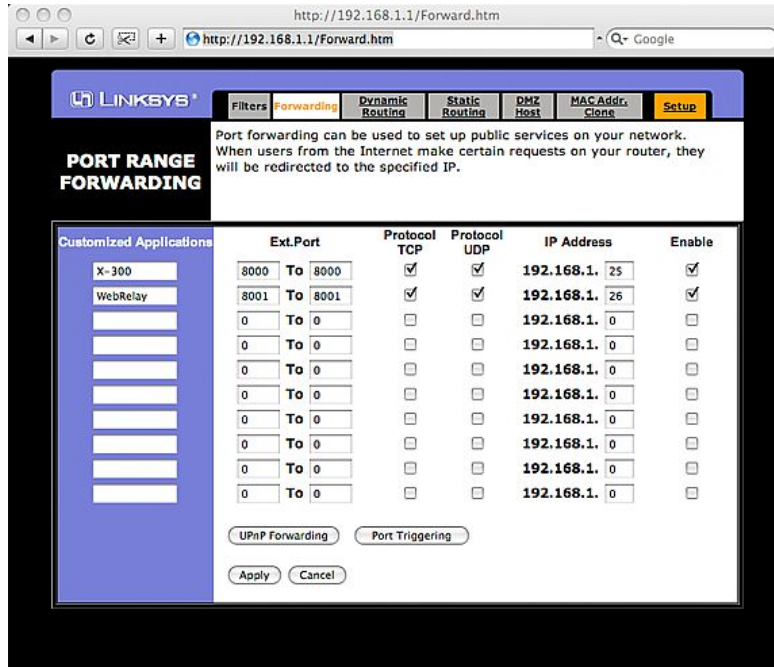 http://192.168.1.1/Forward.htm
http://192.168.1.1/Forward.htm Google
LINKSYS® Filters Forwarding Dynamic Routing Static Routing DMZ Host MAC Addr. Clone Setup
PORT RANGE FORWARDING
Port forwarding can be used to set up public services on your network.
When users from the Internet make certain requests on your router, they
will be redirected to the specified IP.
Customized Applications Ext.Port Protocol TCP Protocol UDP IP Address Enable
X-300 8000 To 8000 192.168.1. 25
WebRelay 8001 To 8001 192.168.1. 26
0 To 0 192.168.1. 0
0 To 0 192.168.1. 0
0 To 0 192.168.1. 0
0 To 0 192.168.1. 0
0 To 0 192.168.1. 0
0 To 0 192.168.1. 0
0 To 0 192.168.1. 0
0 To 0 192.168.1. 0
UPnP Forwarding Port Triggering
Apply Cancel